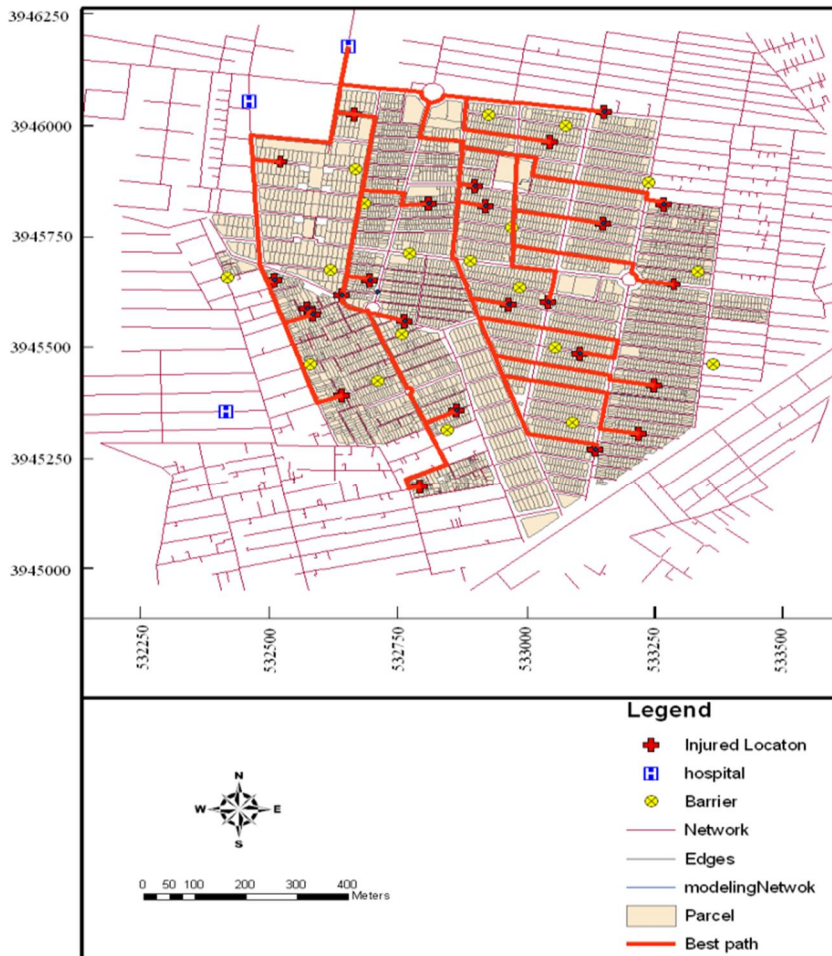 3946250
3946000
3945750
3945500
3945250
3945000
532250
532500
532750
533000
533250
533500
H
H
H
Legend
Injured Locaton
H hospital
Barrier
Network
Edges
modelingNetwok
Parcel
Best path
N
W E
S
0 50 100 200 300 400
Meters